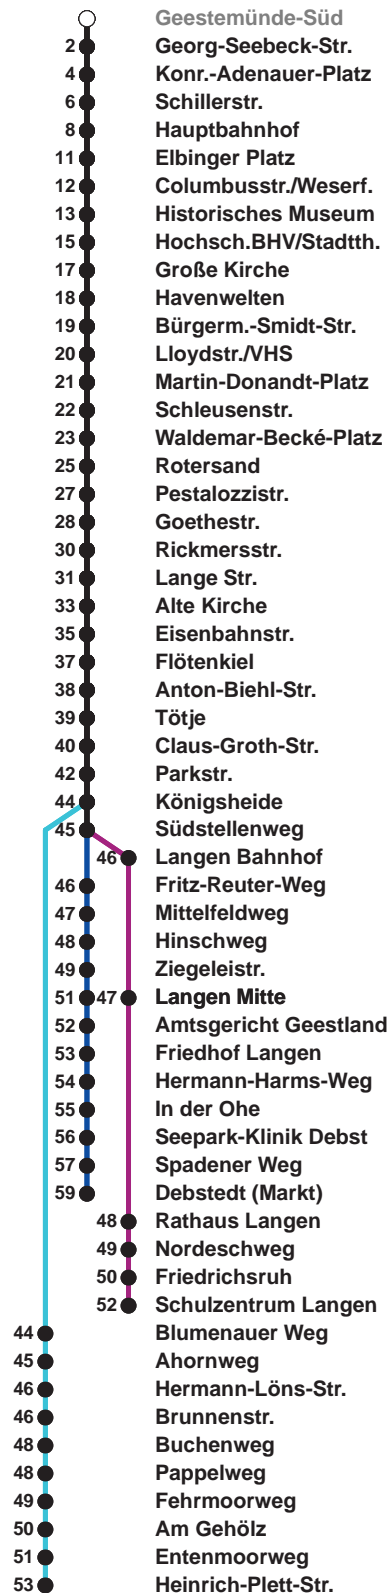 Geestemünde-Süd
2 Georg-Seebeck-Str.
4 Konr.-Adenauer-Platz
6 Schillerstr.
8 Hauptbahnhof
11 Elbinger Platz
12 Columbusstr./Weserf.
13 Historisches Museum
15 Hochsch.BHV/Stadtth.
17 Große Kirche
18 Havenwelten
19 Bürgerm.-Smidt-Str.
20 Lloydstr./VHS
21 Martin-Donandt-Platz
22 Schleusenstr.
23 Waldemar-Becké-Platz
25 Rotersand
27 Pestalozzistr.
28 Goethestr.
30 Rickmersstr.
31 Lange Str.
33 Alte Kirche
35 Eisenbahnstr.
37 Flötenkiel
38 Anton-Biehl-Str.
39 Tötje
40 Claus-Groth-Str.
42 Parkstr.
44 Königsheide
45 Südstellenweg
46 Langen Bahnhof
46 Fritz-Reuter-Weg
47 Mittelfeldweg
48 Hinschweg
49 Ziegeleistr.
51 47 Langen Mitte
52 Amtsgericht Geestland
53 Friedhof Langen
54 Hermann-Harms-Weg
55 In der Ohe
56 Seepark-Klinik Debst
57 Spadener Weg
59 Debstedt (Markt)
48 Rathaus Langen
49 Nordeschweg
50 Friedrichsruh
52 Schulzentrum Langen
44 Blumenauer Weg
45 Ahornweg
46 Hermann-Löns-Str.
46 Brunnenstr.
48 Buchenweg
48 Pappelweg
49 Fehrmoorweg
50 Am Gehölz
51 Entenmoorweg
53 Heinrich-Plett-Str.